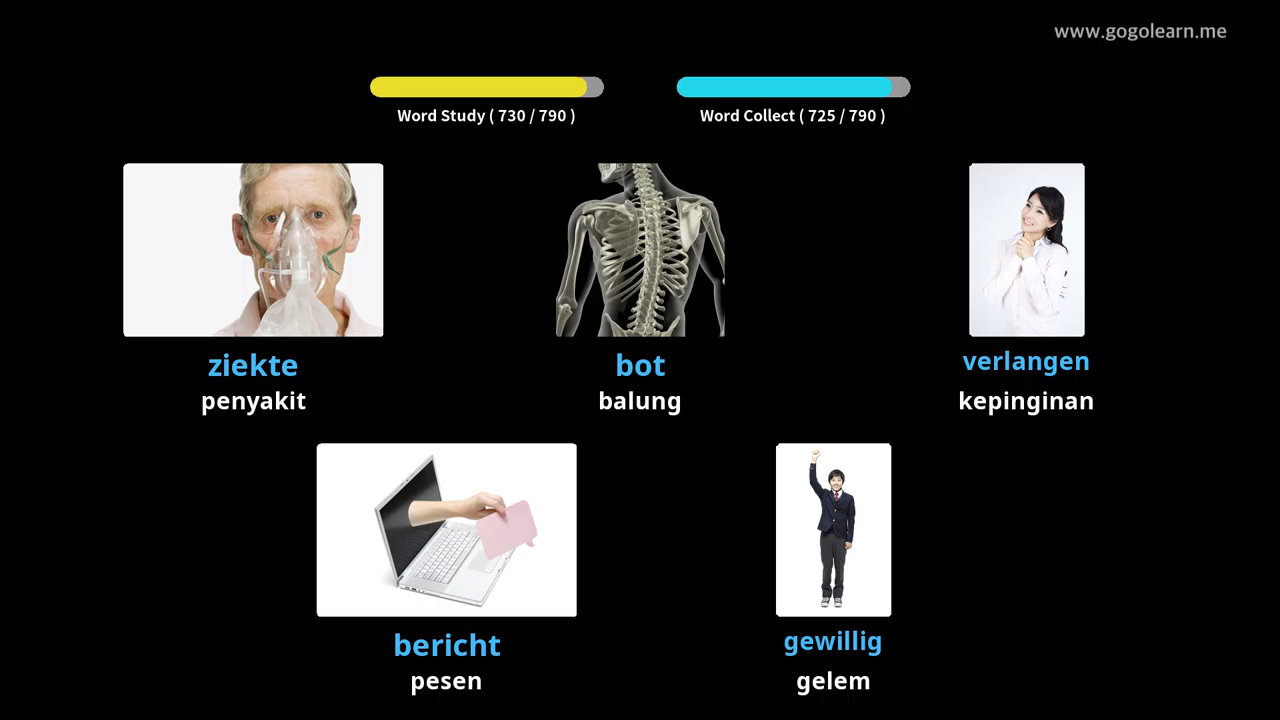 www.gogolearn.me
Word Study ( 730 / 790 )
Word Collect ( 725 / 790 )
ziekte
penyakit
bot
balung
verlangen
kepinginan
bericht
pesen
gewillig
gelem